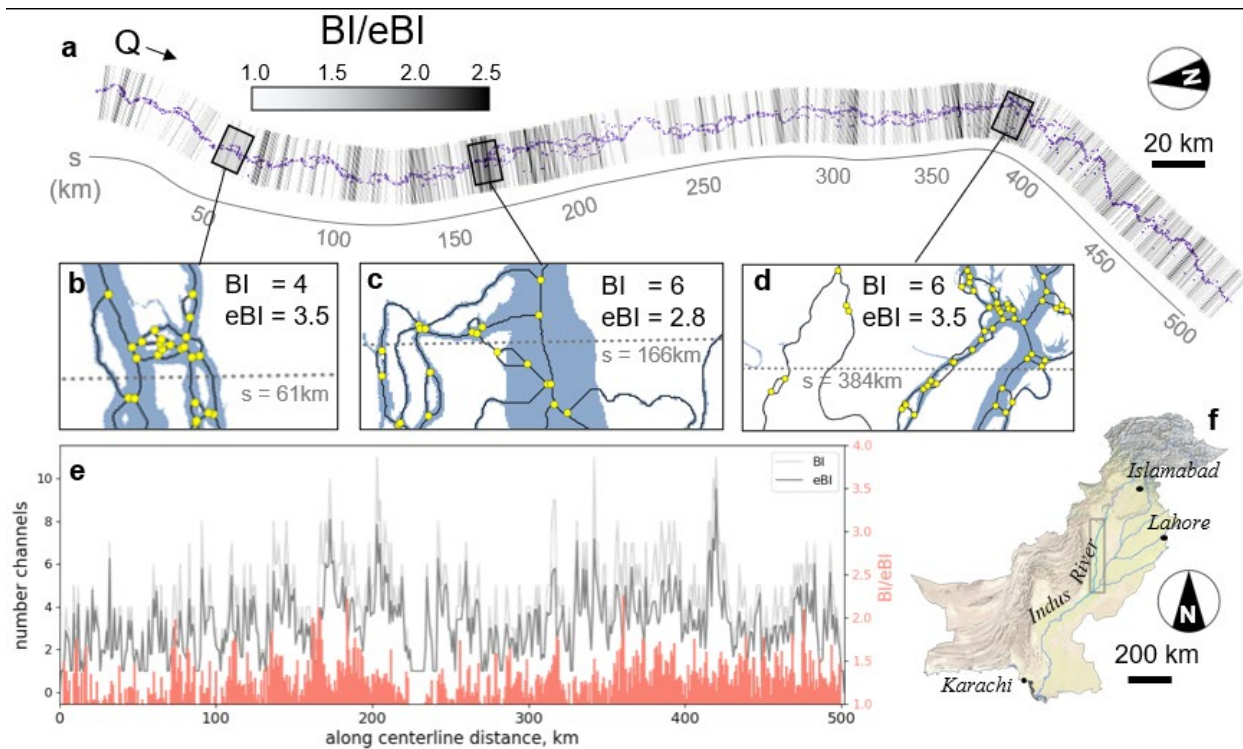 a
Q
BI/eBI
1.0 1.5 2.0 2.5
N
20 km
s
(km)
50
100
150
200
250
300
350
400
450
500
b
BI = 4
eBI = 3.5
s = 61km
c
BI = 6
eBI = 2.8
s = 166km
d
BI = 6
eBI = 3.5
s = 384km
e
number channels
10
8
6
4
2
0
BI
eBI
4.0
3.5
3.0
2.5
2.0
1.5
1.0
BI/eBI
0 100 200 300 400 500
along centerline distance, km
f
Islamabad
Lahore
Indus River
Karachi
N
200 km